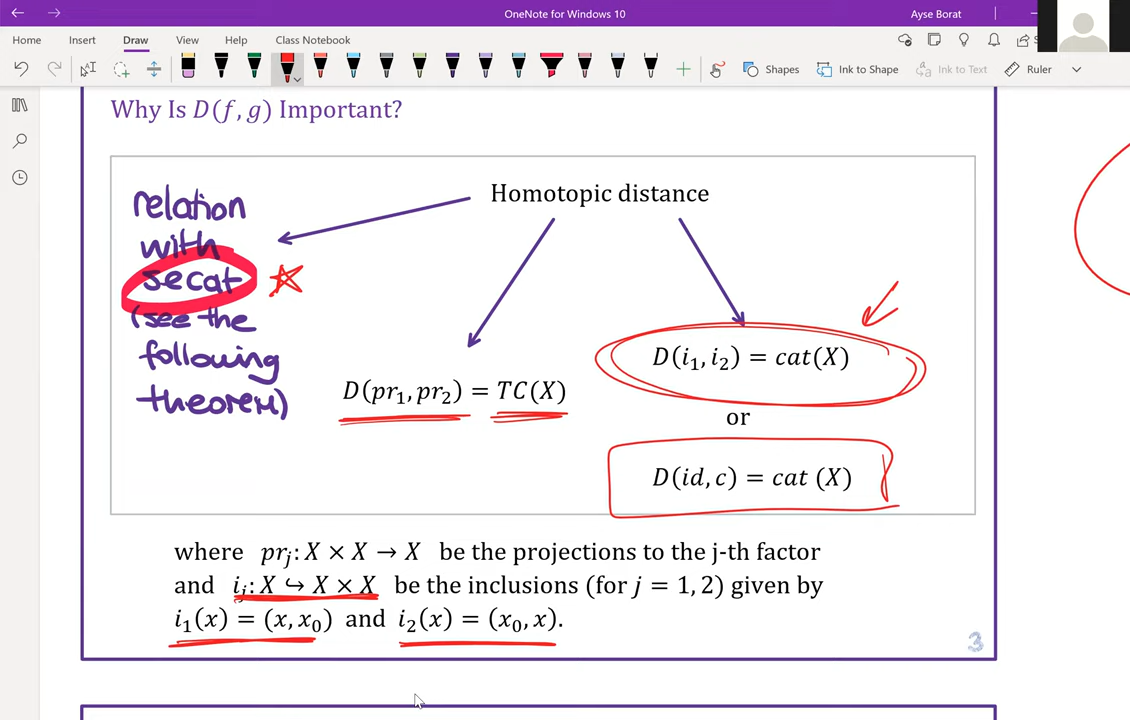 OneNote for Windows 10
Ayse Borat
Home Insert Draw View Help Class Notebook
Shapes Ink to Shape Ink to Text Ruler
Why Is D(f, g) Important?
Homotopic distance
relation
with
secat
(see the
following
theorem)
D(pr₁, pr₂) = TC(X)
D(i₁, i₂) = cat(X)
or
D(id, c) = cat (X)
where prⱼ: X × X → X be the projections to the j-th factor
and iⱼ: X ↪ X × X be the inclusions (for j = 1, 2) given by
i₁(x) = (x, x₀) and i₂(x) = (x₀, x).
3